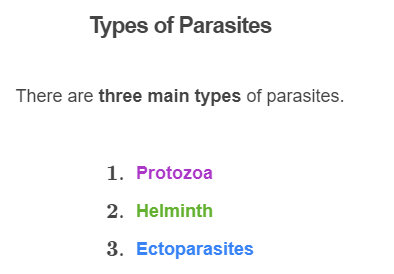 Types of Parasites
There are three main types of parasites.
1. Protozoa
2. Helminth
3. Ectoparasites